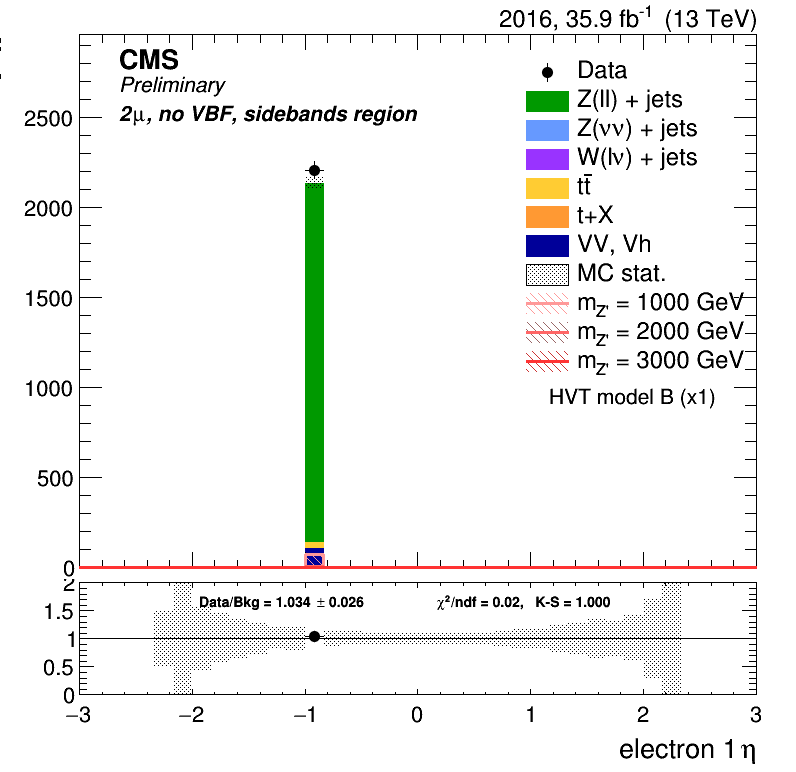 2016, 35.9 fb-1 (13 TeV)
CMS
Preliminary
2μ, no VBF, sidebands region
Data
Z(ll) + jets
Z(νν) + jets
W(lν) + jets
tt̄
t+X
VV, Vh
MC stat.
mZ' = 1000 GeV
mZ' = 2000 GeV
mZ' = 3000 GeV
HVT model B (x1)
2500
2000
1500
1000
500
0
Data/Bkg = 1.034 ± 0.026 χ²/ndf = 0.02, K-S = 1.000
2
1.5
1
0.5
0
−3 −2 −1 0 1 2 3
electron 1 η